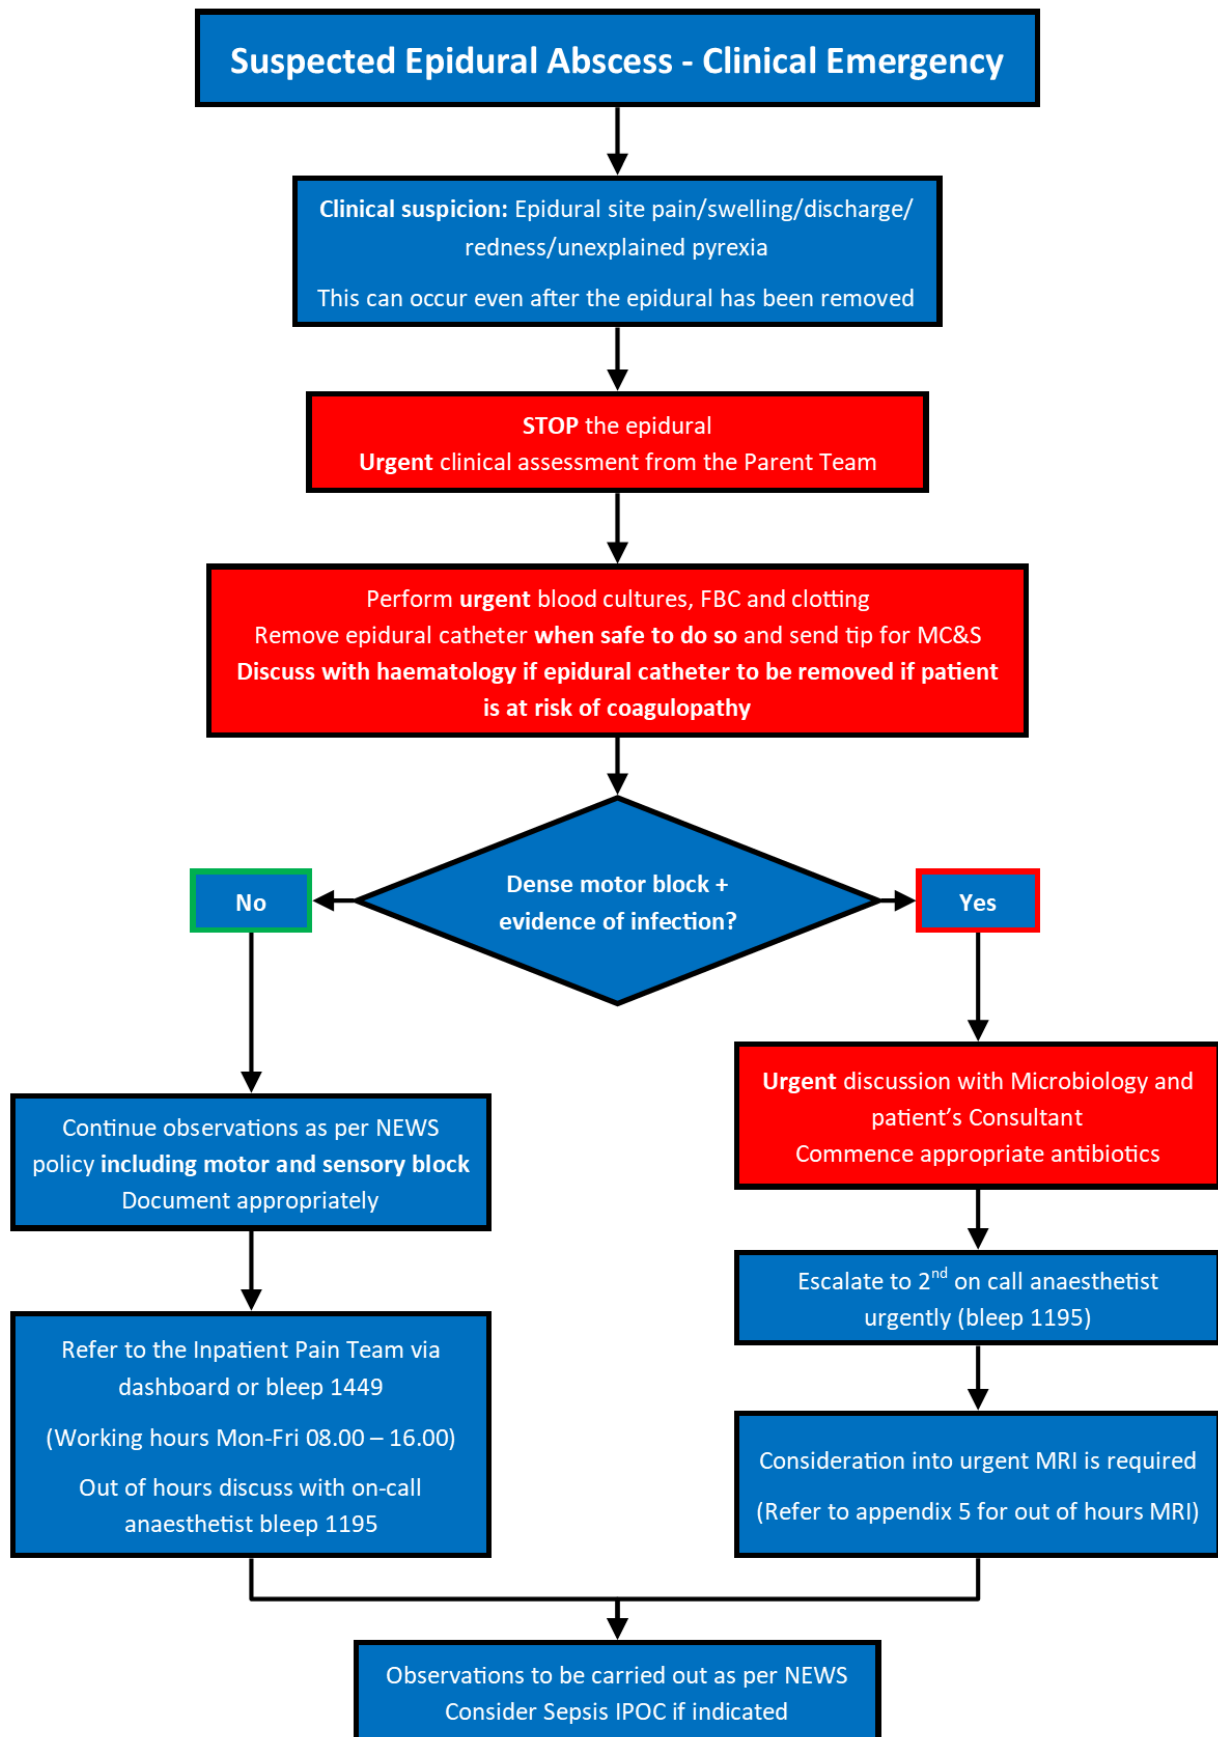 Suspected Epidural Abscess - Clinical Emergency
Clinical suspicion: Epidural site pain/swelling/discharge/
redness/unexplained pyrexia
This can occur even after the epidural has been removed
STOP the epidural
Urgent clinical assessment from the Parent Team
Perform urgent blood cultures, FBC and clotting
Remove epidural catheter when safe to do so and send tip for MC&S
Discuss with haematology if epidural catheter to be removed if patient
is at risk of coagulopathy
Dense motor block +
evidence of infection?
No
Yes
Continue observations as per NEWS
policy including motor and sensory block
Document appropriately
Refer to the Inpatient Pain Team via
dashboard or bleep 1449
(Working hours Mon-Fri 08.00 – 16.00)
Out of hours discuss with on-call
anaesthetist bleep 1195
Urgent discussion with Microbiology and
patient’s Consultant
Commence appropriate antibiotics
Escalate to 2nd on call anaesthetist
urgently (bleep 1195)
Consideration into urgent MRI is required
(Refer to appendix 5 for out of hours MRI)
Observations to be carried out as per NEWS
Consider Sepsis IPOC if indicated